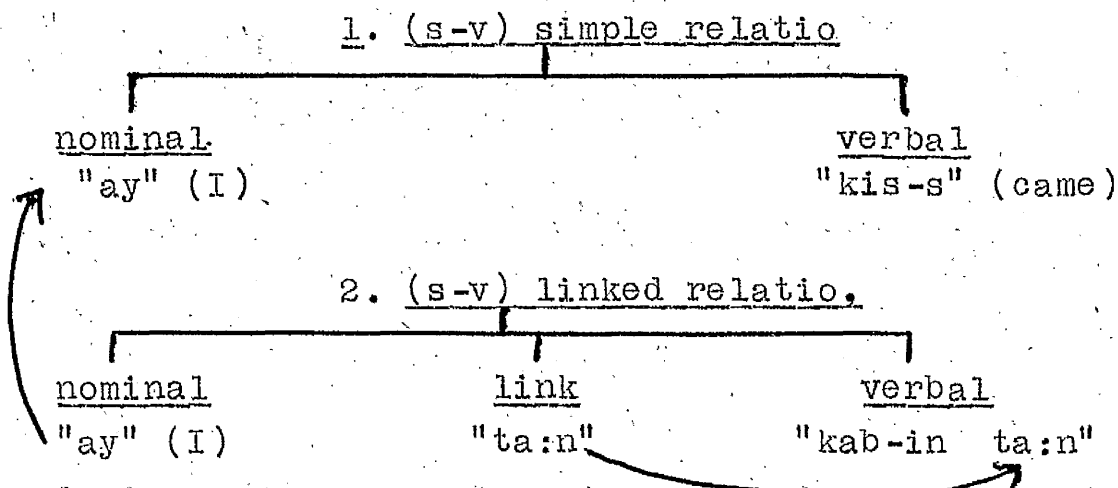 1. (s-v) simple relatio
nominal verbal
"ay" (I) "kis-s" (came)
2. (s-v) linked relatio.
nominal link verbal
"ay" (I) "ta:n" "kab-in ta:n"